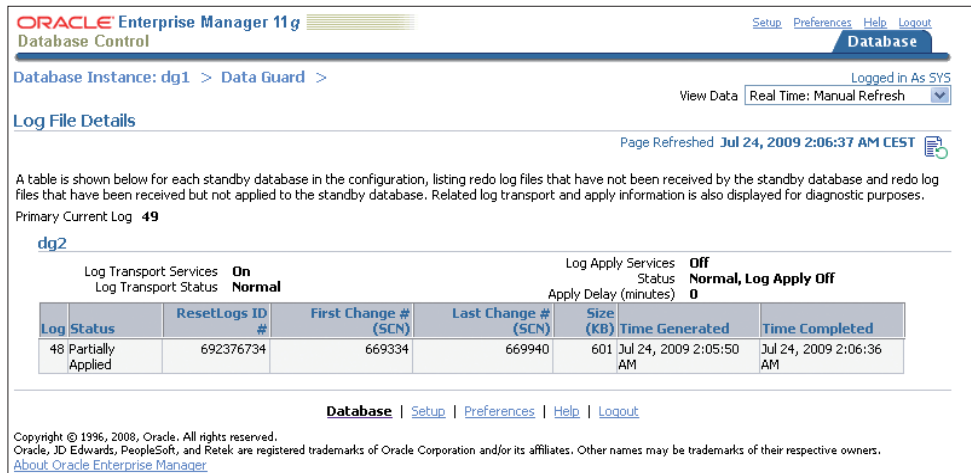 ORACLE Enterprise Manager 11g
Database Control
Setup Preferences Help Logout
Database
Database Instance: dg1 > Data Guard >
Logged in As SYS
View Data Real Time: Manual Refresh
Log File Details
Page Refreshed Jul 24, 2009 2:06:37 AM CEST
A table is shown below for each standby database in the configuration, listing redo log files that have not been received by the standby database and redo log
files that have been received but not applied to the standby database. Related log transport and apply information is also displayed for diagnostic purposes.
Primary Current Log 49
dg2
Log Transport Services On
Log Transport Status Normal
Log Apply Services Off
Status Normal, Log Apply Off
Apply Delay (minutes) 0
Log Status ResetLogs ID # First Change # (SCN) Last Change # (SCN) Size (KB) Time Generated Time Completed
48 Partially Applied 692376734 669334 669940 601 Jul 24, 2009 2:05:50 AM Jul 24, 2009 2:06:36 AM
Database | Setup | Preferences | Help | Logout
Copyright © 1996, 2008, Oracle. All rights reserved.
Oracle, JD Edwards, PeopleSoft, and Retek are registered trademarks of Oracle Corporation and/or its affiliates. Other names may be trademarks of their respective owners.
About Oracle Enterprise Manager